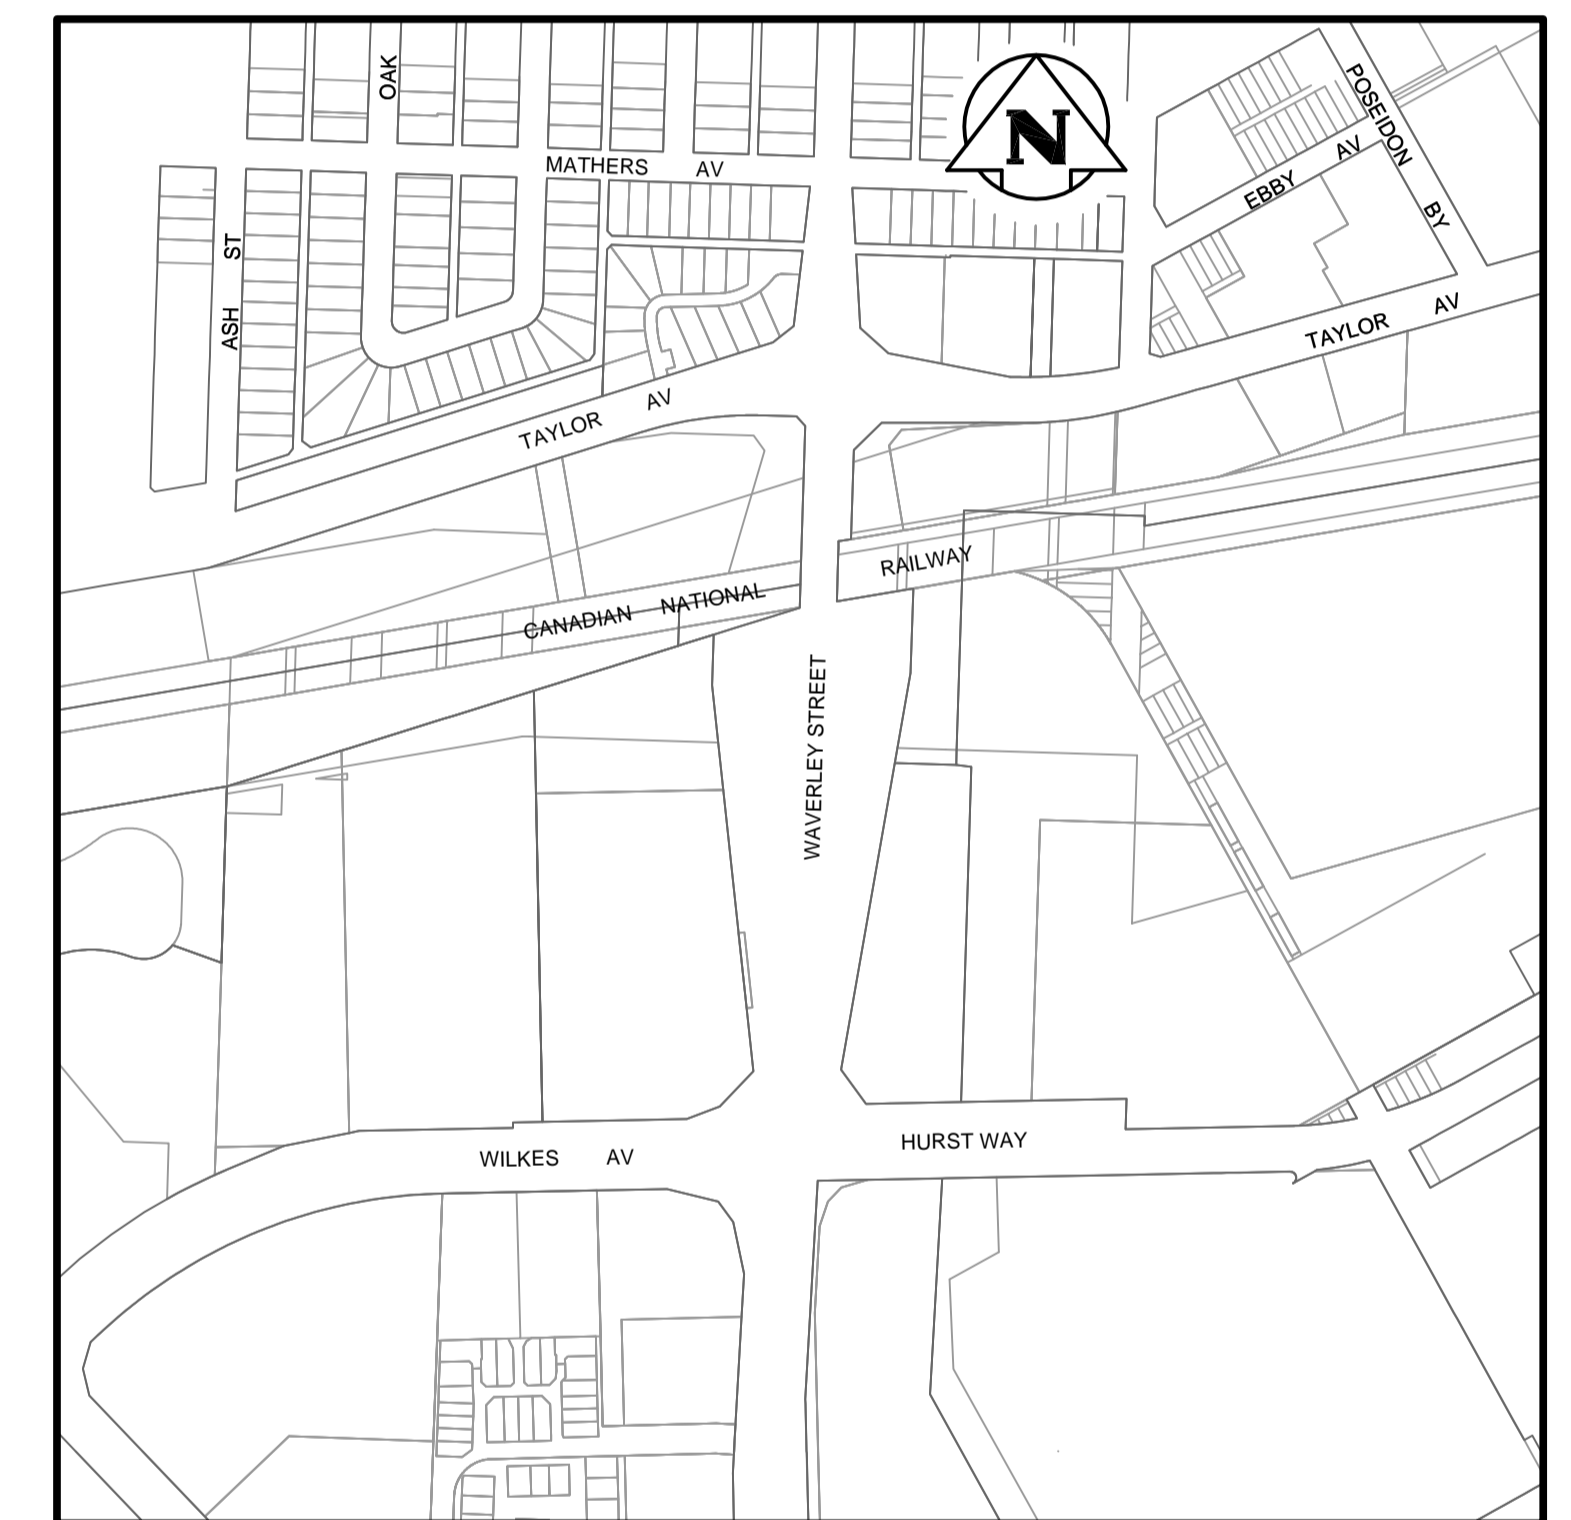 OAK
N
POSEIDON BY
MATHERS AV
EBBY AV
ASH ST
TAYLOR AV
TAYLOR AV
RAILWAY
CANADIAN NATIONAL
WAVERLEY STREET
HURST WAY
WILKES AV